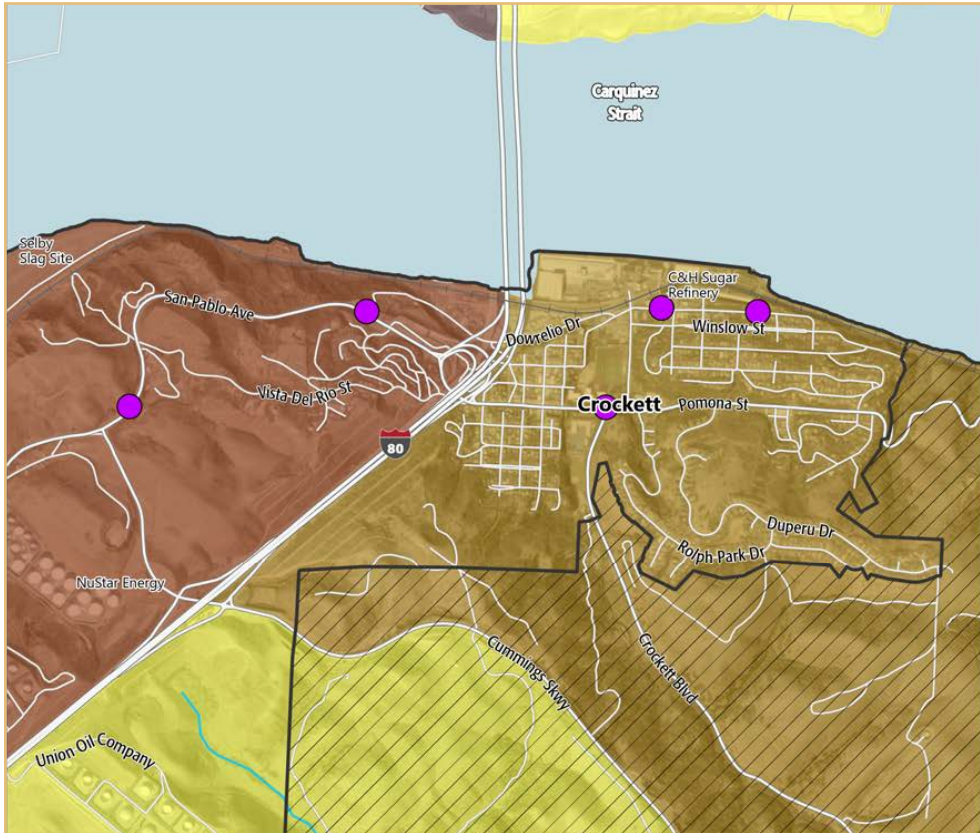 Carquinez
Strait
Selby
Slag Site
San Pablo Ave
C&H Sugar
Refinery
Dowrelio Dr
Winslow St
Vista Del Rio St
Crockett
Pomona St
80
Duperu Dr
Rolph Park Dr
NuStar Energy
Cummings Skwy
Crockett Blvd
Union Oil Company